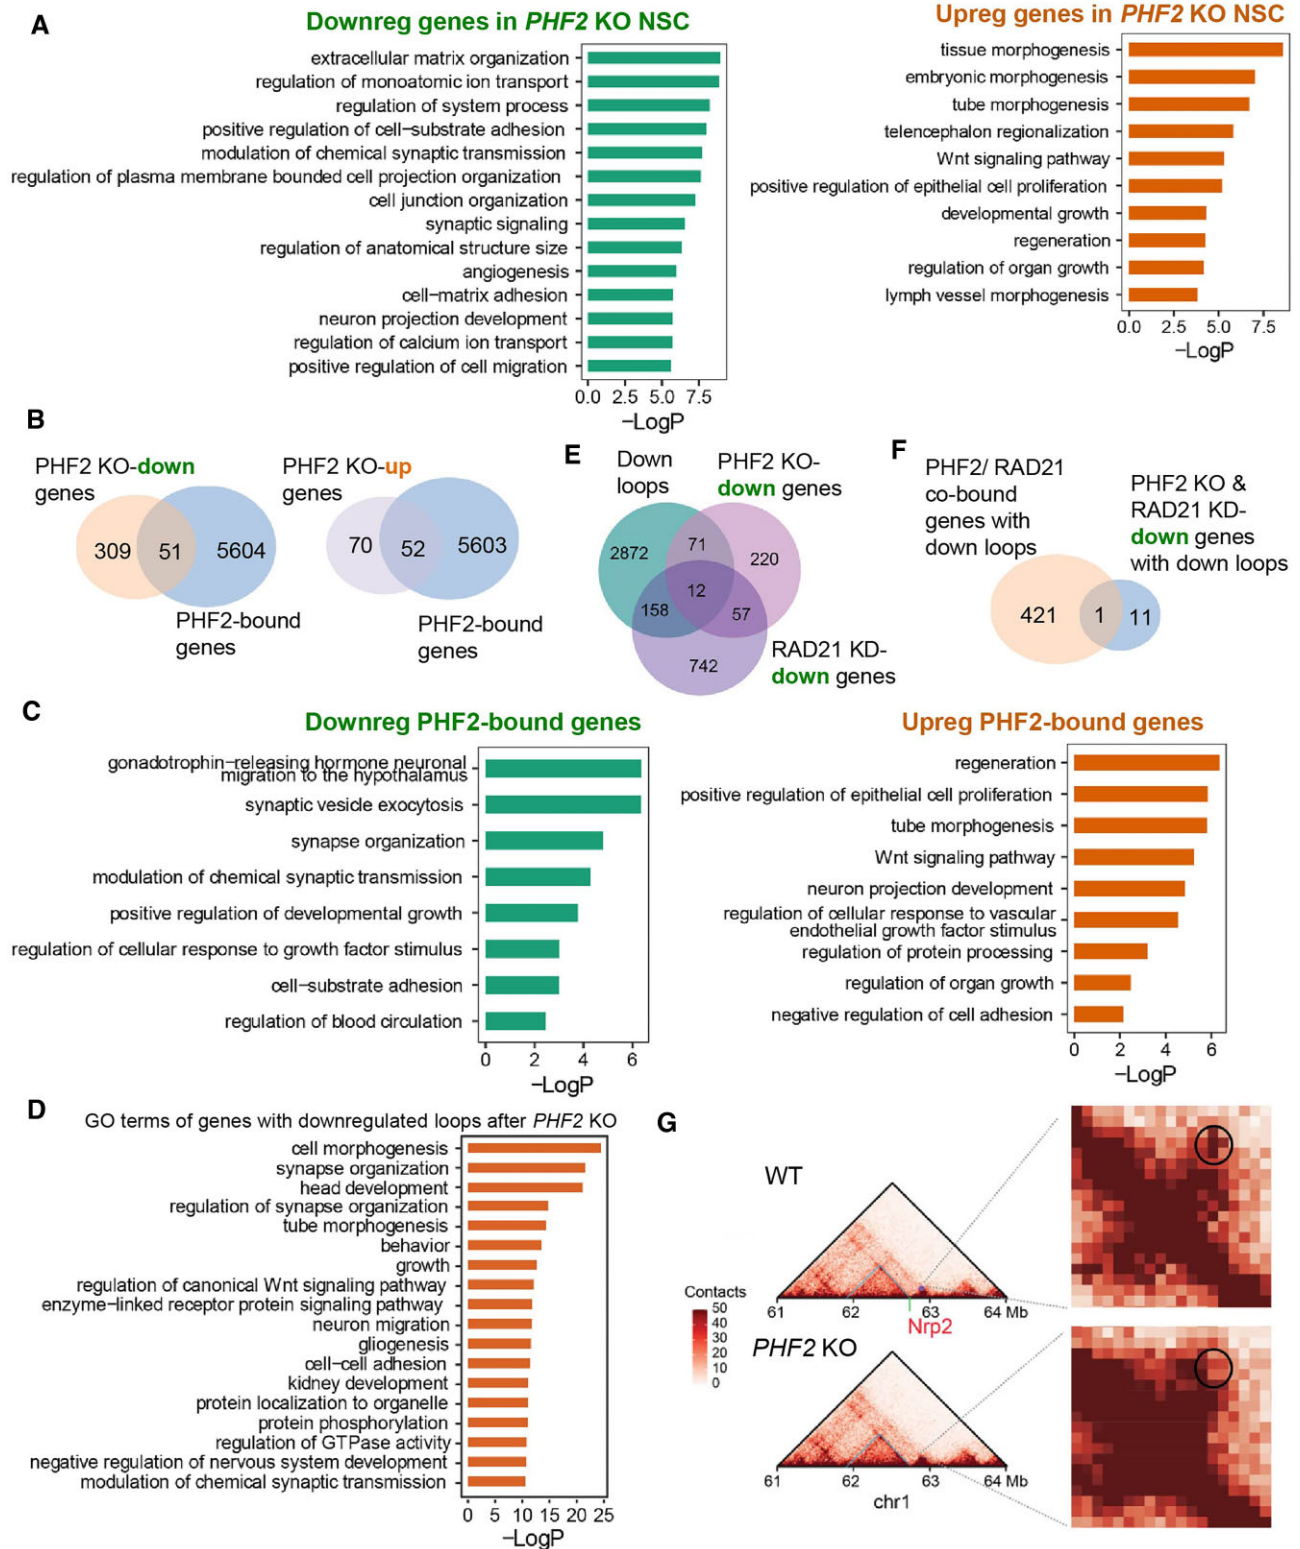 A
Downreg genes in PHF2 KO NSC
extracellular matrix organization
regulation of monoatomic ion transport
regulation of system process
positive regulation of cell−substrate adhesion
modulation of chemical synaptic transmission
regulation of plasma membrane bounded cell projection organization
cell junction organization
synaptic signaling
regulation of anatomical structure size
angiogenesis
cell−matrix adhesion
neuron projection development
regulation of calcium ion transport
positive regulation of cell migration
0.0 2.5 5.0 7.5
−LogP
Upreg genes in PHF2 KO NSC
tissue morphogenesis
embryonic morphogenesis
tube morphogenesis
telencephalon regionalization
Wnt signaling pathway
positive regulation of epithelial cell proliferation
developmental growth
regeneration
regulation of organ growth
lymph vessel morphogenesis
0.0 2.5 5.0 7.5
−LogP
B
PHF2 KO-down
genes
309 51 5604
PHF2-bound
genes
PHF2 KO-up
genes
70 52 5603
PHF2-bound
genes
E
Down
loops
PHF2 KO-
down genes
2872 71 220
12
158 57
742
RAD21 KD-
down genes
F
PHF2/ RAD21
co-bound
genes with
down loops
PHF2 KO &
RAD21 KD-
down genes
with down loops
421 1 11
C
Downreg PHF2-bound genes
gonadotrophin−releasing hormone neuronal
migration to the hypothalamus
synaptic vesicle exocytosis
synapse organization
modulation of chemical synaptic transmission
positive regulation of developmental growth
regulation of cellular response to growth factor stimulus
cell−substrate adhesion
regulation of blood circulation
0 2 4 6
−LogP
Upreg PHF2-bound genes
regeneration
positive regulation of epithelial cell proliferation
tube morphogenesis
Wnt signaling pathway
neuron projection development
regulation of cellular response to vascular
endothelial growth factor stimulus
regulation of protein processing
regulation of organ growth
negative regulation of cell adhesion
0 2 4 6
−LogP
D
GO terms of genes with downregulated loops after PHF2 KO
cell morphogenesis
synapse organization
head development
regulation of synapse organization
tube morphogenesis
behavior
growth
regulation of canonical Wnt signaling pathway
enzyme−linked receptor protein signaling pathway
neuron migration
gliogenesis
cell−cell adhesion
kidney development
protein localization to organelle
protein phosphorylation
regulation of GTPase activity
negative regulation of nervous system development
modulation of chemical synaptic transmission
0 5 10 15 20 25
−LogP
G
WT
61 62 63 64 Mb
Nrp2
Contacts
50
40
30
20
10
0
PHF2 KO
61 62 63 64 Mb
chr1